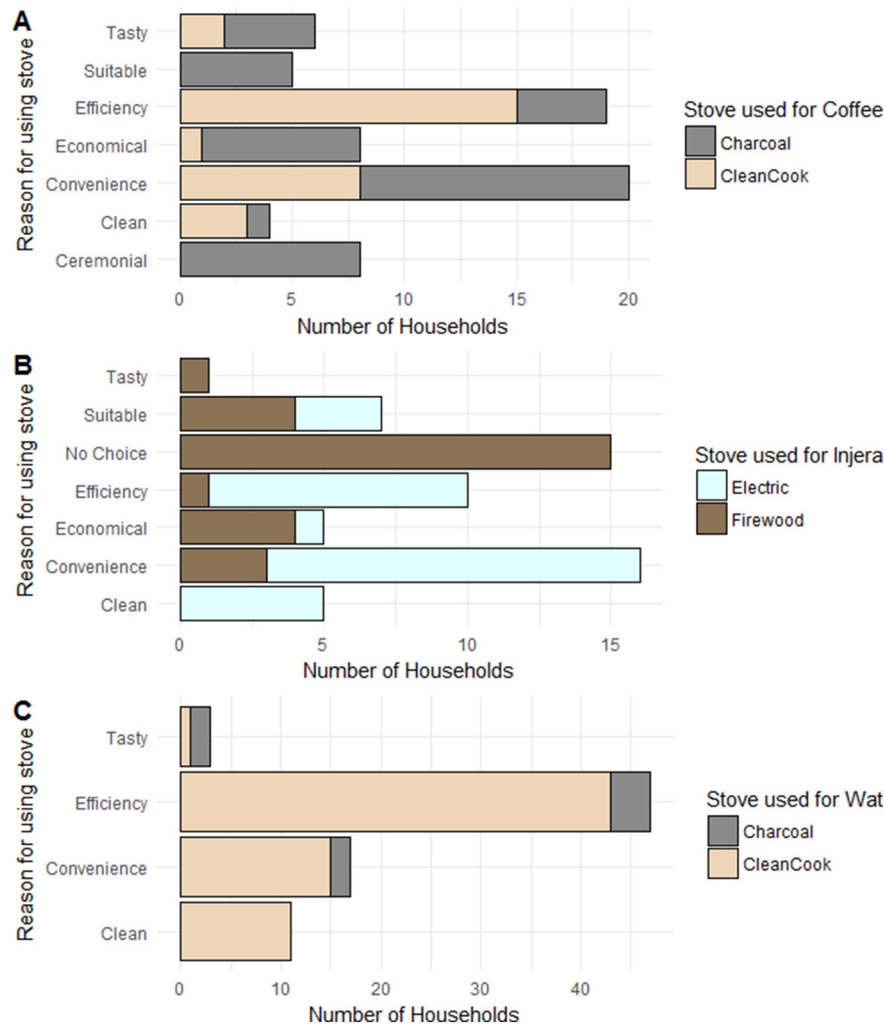 A
Reason for using stove
Tasty
Suitable
Efficiency
Economical
Convenience
Clean
Ceremonial
0 5 10 15 20
Number of Households
Stove used for Coffee
Charcoal
CleanCook
B
Reason for using stove
Tasty
Suitable
No Choice
Efficiency
Economical
Convenience
Clean
0 5 10 15
Number of Households
Stove used for Injera
Electric
Firewood
C
Reason for using stove
Tasty
Efficiency
Convenience
Clean
0 10 20 30 40
Number of Households
Stove used for Wat
Charcoal
CleanCook